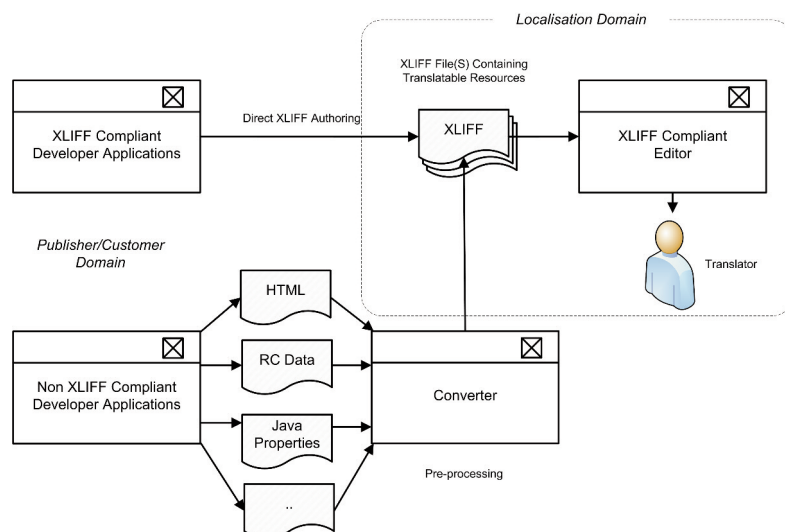 Localisation Domain
XLIFF File(S) Containing
Translatable Resources
XLIFF Compliant
Developer Applications
Direct XLIFF Authoring
XLIFF
XLIFF Compliant
Editor
Publisher/Customer
Domain
Translator
HTML
RC Data
Non XLIFF Compliant
Developer Applications
Converter
Java
Properties
Pre-processing
..